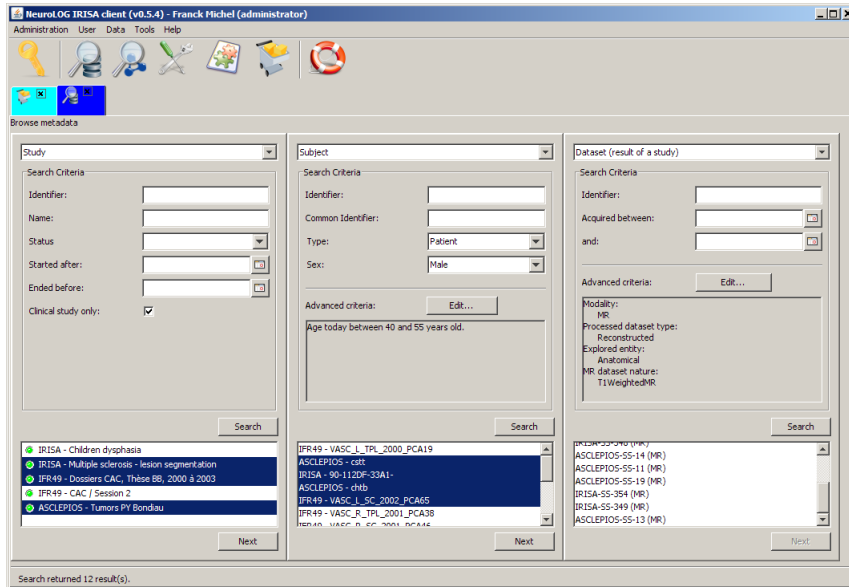 NeuroLOG IRISA client (v0.5.4) - Franck Michel (administrator)
Administration User Data Tools Help
Browse metadata
Study
Search Criteria
Identifier:
Name:
Status
Started after:
Ended before:
Clinical study only:
Search
IRISA - Children dysphasia
IRISA - Multiple sclerosis - lesion segmentation
IFR49 - Dossiers CAC, Thèse BB, 2000 à 2003
IFR49 - CAC / Session 2
ASCLEPIOS - Tumors PY Bondiau
Next
Subject
Search Criteria
Identifier:
Common Identifier:
Type: Patient
Sex: Male
Advanced criteria: Edit...
Age today between 40 and 55 years old.
Search
IFR49 - VASC_L_TPL_2000_PCA19
ASCLEPIOS - cstt
IRISA - 90-112DF-33A1-
ASCLEPIOS - chtb
IFR49 - VASC_L_SC_2002_PCA65
IFR49 - VASC_R_TPL_2001_PCA38
IFR49 - VASC_R_SC_2001_PCA46
Next
Dataset (result of a study)
Search Criteria
Identifier:
Acquired between:
and:
Advanced criteria: Edit...
Modality:
MR
Processed dataset type:
Reconstructed
Explored entity:
Anatomical
MR dataset nature:
T1WeightedMR
Search
IRISA-SS-348 (MR)
ASCLEPIOS-SS-14 (MR)
ASCLEPIOS-SS-11 (MR)
ASCLEPIOS-SS-19 (MR)
IRISA-SS-354 (MR)
IRISA-SS-349 (MR)
ASCLEPIOS-SS-13 (MR)
Next
Search returned 12 result(s).